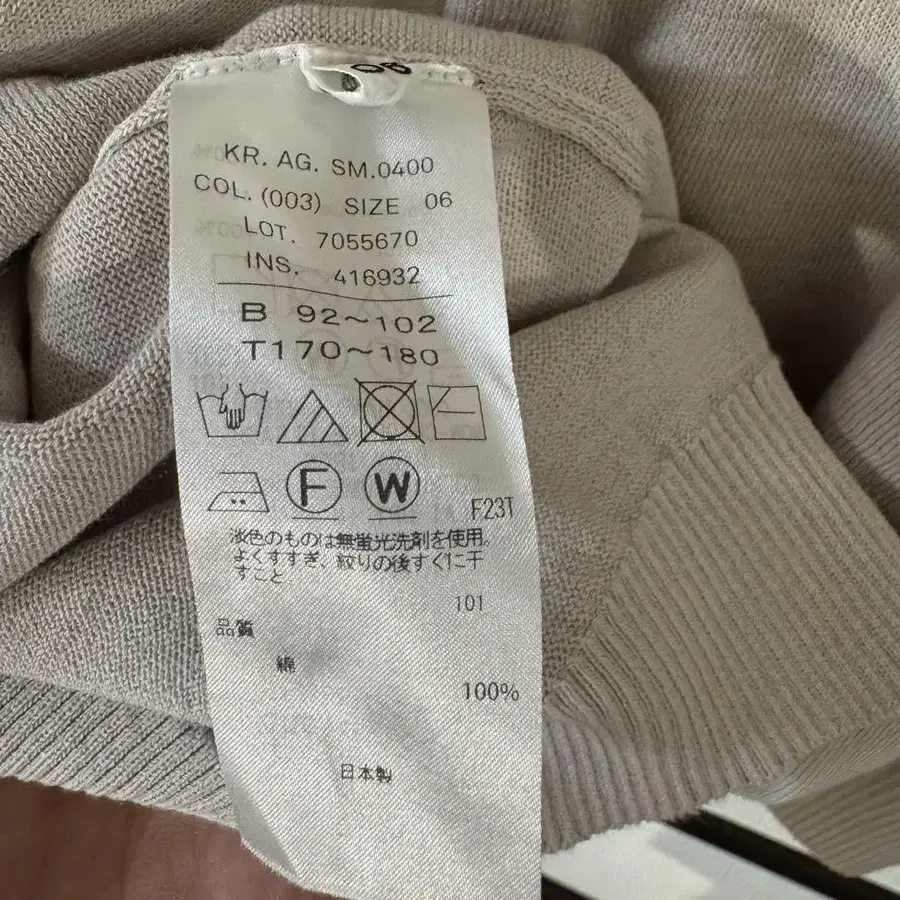 06
KR. AG. SM.0400
COL. (003) SIZE 06
LOT. 7055670
INS. 416932
B 92〜102
T170〜180
F W
F23T
淡色のものは無蛍光洗剤を使用。
よくすすぎ、絞りの後すぐに干
すこと
101
品質
綿
100%
日本製